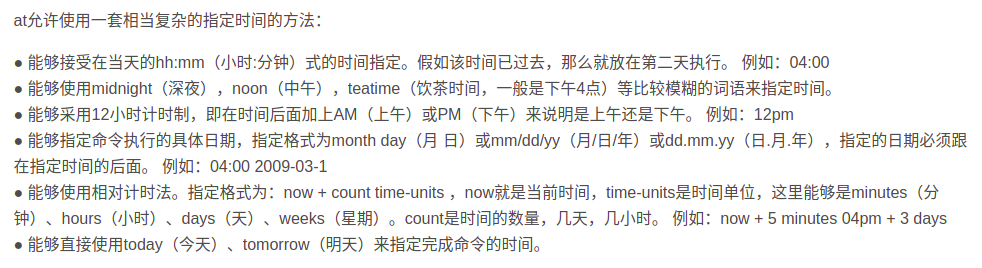 at允许使用一套相当复杂的指定时间的方法：
● 能够接受在当天的hh:mm（小时:分钟）式的时间指定。假如该时间已过去，那么就放在第二天执行。 例如：04:00
● 能够使用midnight（深夜），noon（中午），teatime（饮茶时间，一般是下午4点）等比较模糊的词语来指定时间。
● 能够采用12小时计时制，即在时间后面加上AM（上午）或PM（下午）来说明是上午还是下午。 例如：12pm
● 能够指定命令执行的具体日期，指定格式为month day（月 日）或mm/dd/yy（月/日/年）或dd.mm.yy（日.月.年），指定的日期必须跟
在指定时间的后面。 例如：04:00 2009-03-1
● 能够使用相对计时法。指定格式为：now + count time-units ，now就是当前时间，time-units是时间单位，这里能够是minutes（分
钟）、hours（小时）、days（天）、weeks（星期）。count是时间的数量，几天，几小时。 例如：now + 5 minutes 04pm + 3 days
● 能够直接使用today（今天）、tomorrow（明天）来指定完成命令的时间。